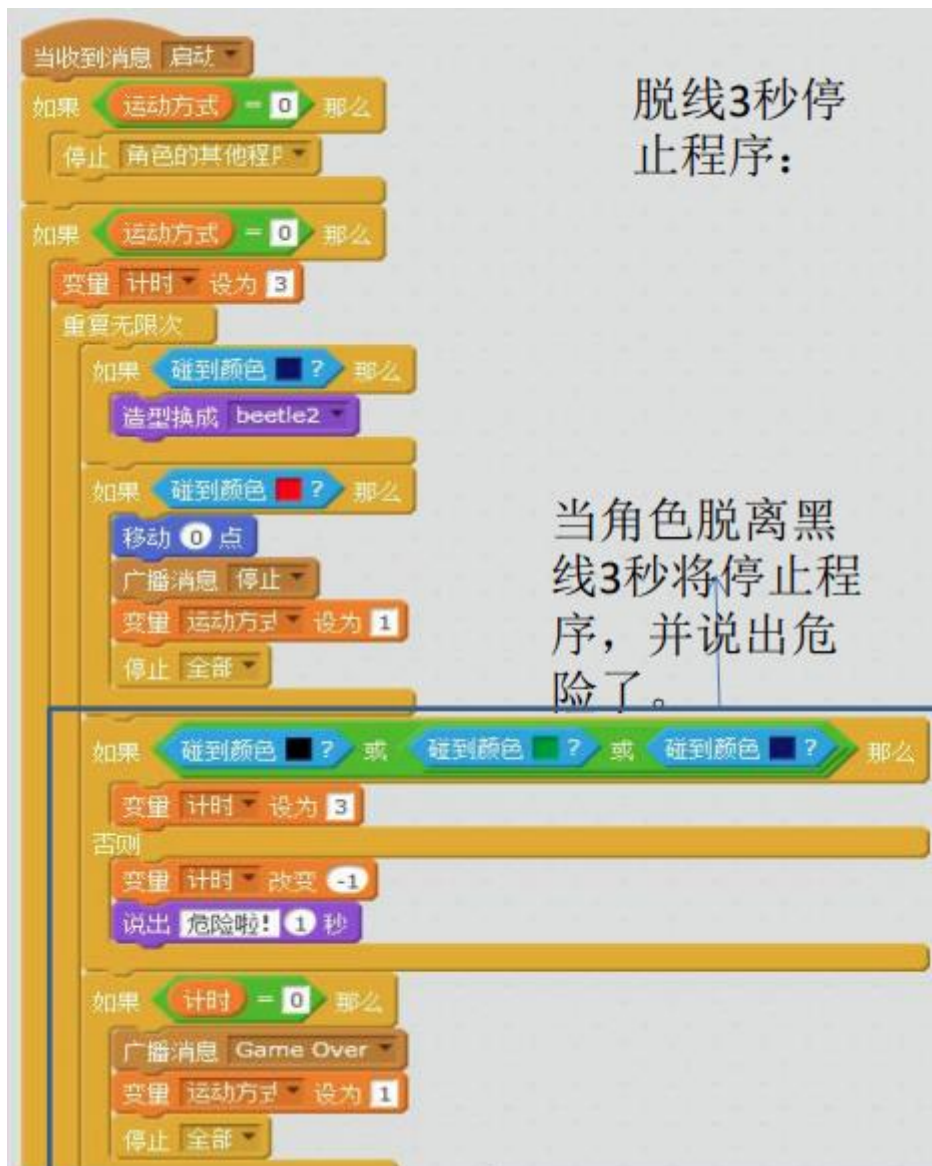 当收到消息 启动
脱线3秒停
止程序：
如果 运动方式 = 0 那么
停止 角色的其他程序
如果 运动方式 = 0 那么
变量 计时 设为 3
重复无限次
如果 碰到颜色 ? 那么
造型换成 beetle2
如果 碰到颜色 ? 那么
移动 0 点
广播消息 停止
变量 运动方式 设为 1
停止 全部
当角色脱离黑
线3秒将停止程
序，并说出危
险了。
如果 碰到颜色 ? 或 碰到颜色 ? 或 碰到颜色 ? 那么
变量 计时 设为 3
否则
变量 计时 改变 -1
说出 危险啦! 1 秒
如果 计时 = 0 那么
广播消息 Game Over
变量 运动方式 设为 1
停止 全部